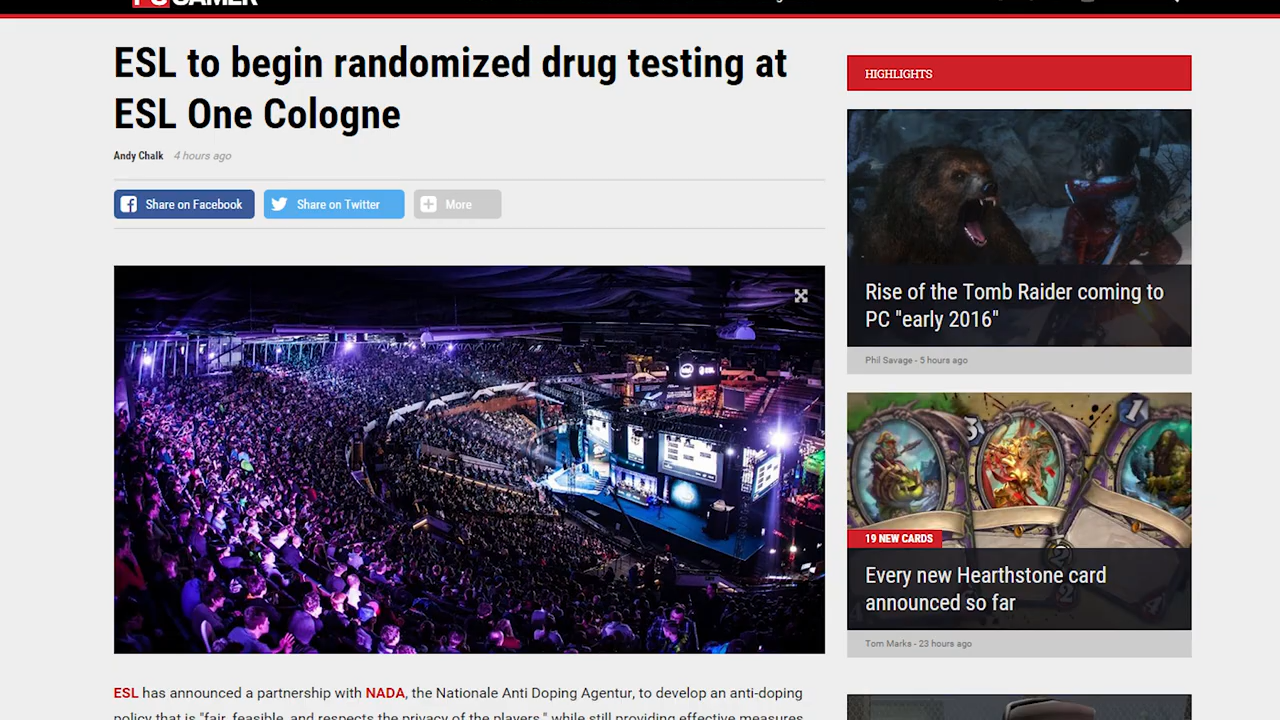 PC GAMER
ESL to begin randomized drug testing at
ESL One Cologne
Andy Chalk 4 hours ago
Share on Facebook
Share on Twitter
More
ESL has announced a partnership with NADA, the Nationale Anti Doping Agentur, to develop an anti-doping
policy that is "fair, feasible, and respects the privacy of the players," while still providing effective measures
HIGHLIGHTS
Rise of the Tomb Raider coming to
PC "early 2016"
Phil Savage - 5 hours ago
19 NEW CARDS
Every new Hearthstone card
announced so far
Tom Marks - 23 hours ago